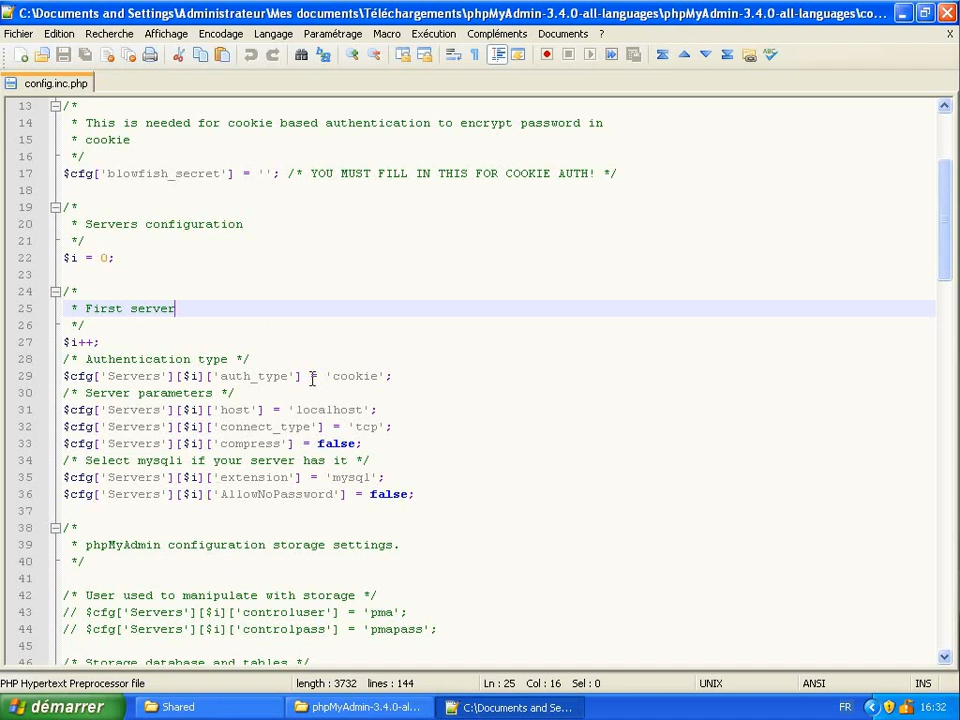 C:\Documents and Settings\Administrateur\Mes documents\Téléchargements\phpMyAdmin-3.4.0-all-languages\phpMyAdmin-3.4.0-all-languages\co...
Fichier Edition Recherche Affichage Encodage Langage Paramétrage Macro Exécution Compléments Documents ? X
config.inc.php
13 /*
14 * This is needed for cookie based authentication to encrypt password in
15 * cookie
16 */
17 $cfg['blowfish_secret'] = ''; /* YOU MUST FILL IN THIS FOR COOKIE AUTH! */
18
19 /*
20 * Servers configuration
21 */
22 $i = 0;
23
24 /*
25 * First server
26 */
27 $i++;
28 /* Authentication type */
29 $cfg['Servers'][$i]['auth_type'] = 'cookie';
30 /* Server parameters */
31 $cfg['Servers'][$i]['host'] = 'localhost';
32 $cfg['Servers'][$i]['connect_type'] = 'tcp';
33 $cfg['Servers'][$i]['compress'] = false;
34 /* Select mysqli if your server has it */
35 $cfg['Servers'][$i]['extension'] = 'mysql';
36 $cfg['Servers'][$i]['AllowNoPassword'] = false;
37
38 /*
39 * phpMyAdmin configuration storage settings.
40 */
41
42 /* User used to manipulate with storage */
43 // $cfg['Servers'][$i]['controluser'] = 'pma';
44 // $cfg['Servers'][$i]['controlpass'] = 'pmapass';
45
46 /* Storage database and tables */
PHP Hypertext Preprocessor file length : 3732 lines : 144 Ln : 25 Col : 16 Sel : 0 UNIX ANSI INS
démarrer Shared phpMyAdmin-3.4.0-al... C:\Documents and Se... FR 16:32